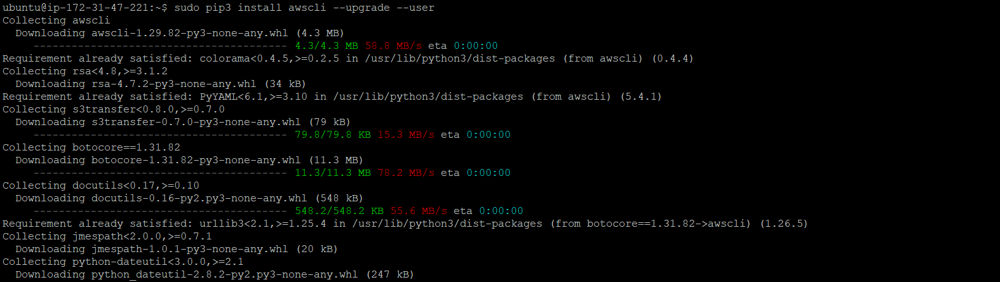 ubuntu@ip-172-31-47-221:~$ sudo pip3 install awscli --upgrade --user
Collecting awscli
  Downloading awscli-1.29.82-py3-none-any.whl (4.3 MB)
     ---------------------------------------- 4.3/4.3 MB 58.8 MB/s eta 0:00:00
Requirement already satisfied: colorama<0.4.5,>=0.2.5 in /usr/lib/python3/dist-packages (from awscli) (0.4.4)
Collecting rsa<4.8,>=3.1.2
  Downloading rsa-4.7.2-py3-none-any.whl (34 kB)
Requirement already satisfied: PyYAML<6.1,>=3.10 in /usr/lib/python3/dist-packages (from awscli) (5.4.1)
Collecting s3transfer<0.8.0,>=0.7.0
  Downloading s3transfer-0.7.0-py3-none-any.whl (79 kB)
     ---------------------------------------- 79.8/79.8 KB 15.3 MB/s eta 0:00:00
Collecting botocore==1.31.82
  Downloading botocore-1.31.82-py3-none-any.whl (11.3 MB)
     ---------------------------------------- 11.3/11.3 MB 78.2 MB/s eta 0:00:00
Collecting docutils<0.17,>=0.10
  Downloading docutils-0.16-py2.py3-none-any.whl (548 kB)
     ---------------------------------------- 548.2/548.2 KB 55.6 MB/s eta 0:00:00
Requirement already satisfied: urllib3<2.1,>=1.25.4 in /usr/lib/python3/dist-packages (from botocore==1.31.82->awscli) (1.26.5)
Collecting jmespath<2.0.0,>=0.7.1
  Downloading jmespath-1.0.1-py3-none-any.whl (20 kB)
Collecting python-dateutil<3.0.0,>=2.1
  Downloading python_dateutil-2.8.2-py2.py3-none-any.whl (247 kB)